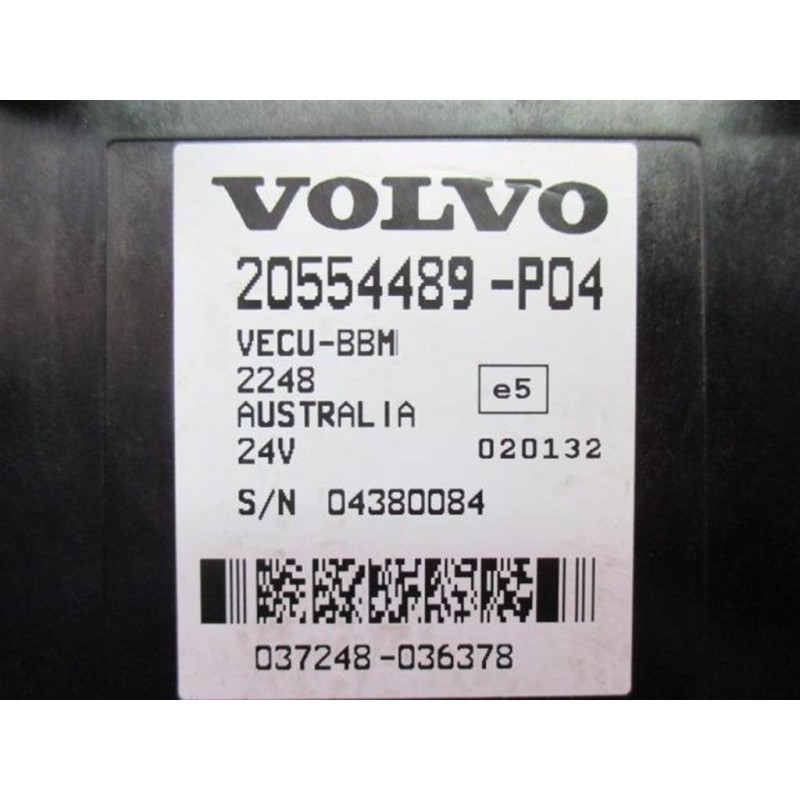 VOLVO
20554489-P04
VECU-BBM
2248
e5
AUSTRALIA
24V
020132
S/N 04380084
037248-036378